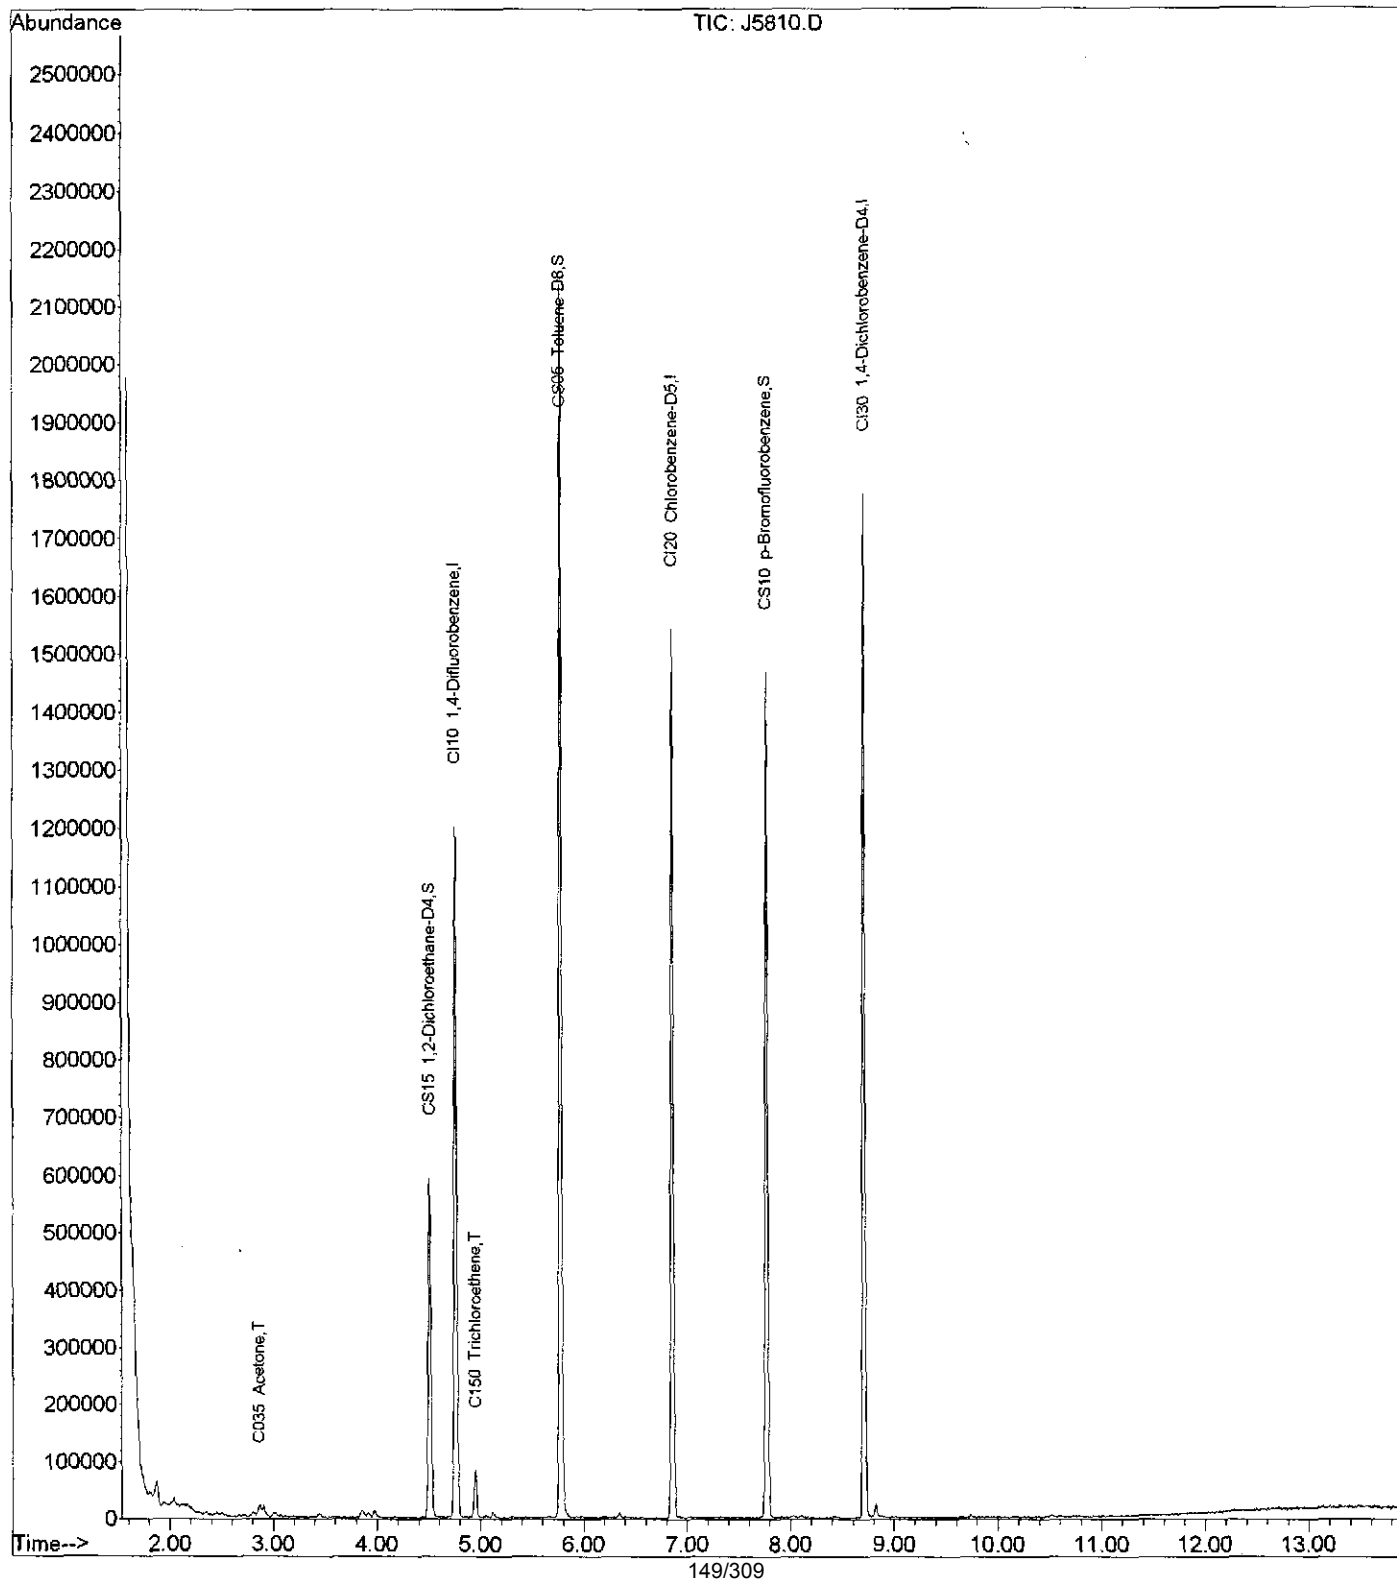 Abundance
TIC: J5810.D
2500000
2400000
2300000
2200000
2100000
2000000
1900000
1800000
1700000
1600000
1500000
1400000
1300000
1200000
1100000
1000000
900000
800000
700000
600000
500000
400000
300000
200000
100000
0
C035 Acetone,T
CS15 1,2-Dichloroethane-D4,S
CI10 1,4-Difluorobenzene,I
C150 Trichloroethene,T
CS05 Toluene-D8,S
CI20 Chlorobenzene-D5,I
CS10 p-Bromofluorobenzene,S
CI30 1,4-Dichlorobenzene-D4,I
Time--> 2.00 3.00 4.00 5.00 6.00 7.00 8.00 9.00 10.00 11.00 12.00 13.00
149/309